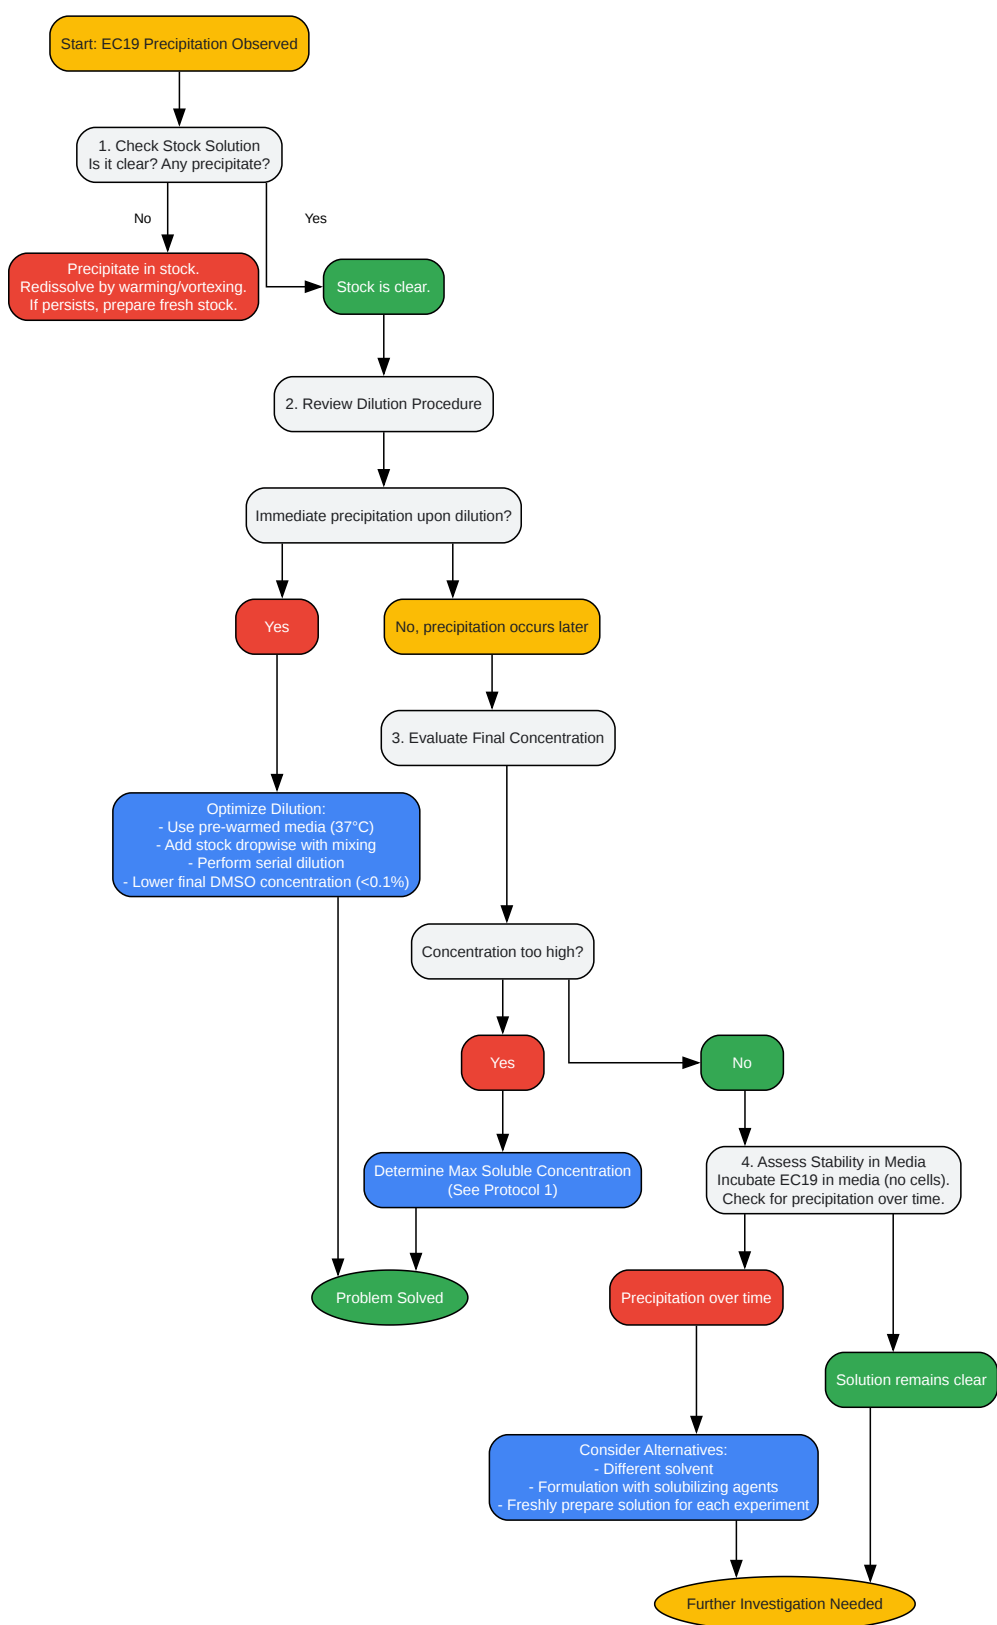 Start: EC19 Precipitation Observed
1. Check Stock Solution
Is it clear? Any precipitate?
No
Yes
Precipitate in stock.
Redissolve by warming/vortexing.
If persists, prepare fresh stock.
Stock is clear.
2. Review Dilution Procedure
Immediate precipitation upon dilution?
Yes
No, precipitation occurs later
3. Evaluate Final Concentration
Optimize Dilution:
- Use pre-warmed media (37°C)
- Add stock dropwise with mixing
- Perform serial dilution
- Lower final DMSO concentration (<0.1%)
Concentration too high?
Yes
No
Determine Max Soluble Concentration
(See Protocol 1)
4. Assess Stability in Media
Incubate EC19 in media (no cells).
Check for precipitation over time.
Problem Solved
Precipitation over time
Solution remains clear
Consider Alternatives:
- Different solvent
- Formulation with solubilizing agents
- Freshly prepare solution for each experiment
Further Investigation Needed